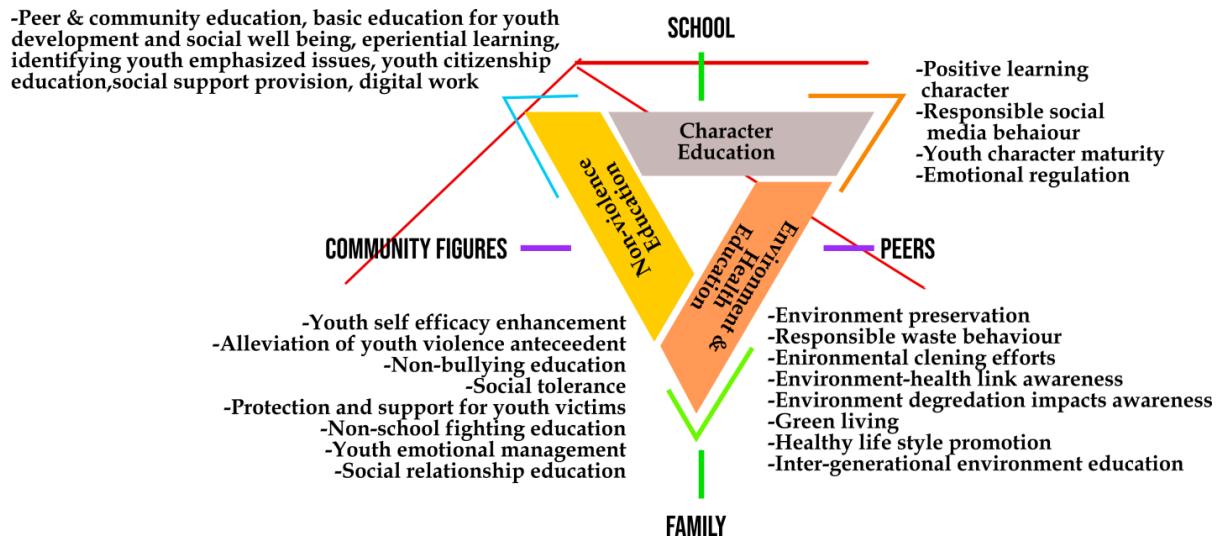 -Peer & community education, basic education for youth
development and social well being, eperiential learning,
identifying youth emphasized issues, youth citizenship
education,social support provision, digital work
SCHOOL
-Positive learning
character
-Responsible social
media behaiour
-Youth character maturity
-Emotional regulation
Character
Education
Non-violence
Education
Environment &
Health
Education
COMMUNITY FIGURES
PEERS
-Youth self efficacy enhancement
-Alleviation of youth violence anteceedent
-Non-bullying education
-Social tolerance
-Protection and support for youth victims
-Non-school fighting education
-Youth emotional management
-Social relationship education
-Environment preservation
-Responsible waste behaviour
-Enironmental clening efforts
-Environment-health link awareness
-Environment degredation impacts awareness
-Green living
-Healthy life style promotion
-Inter-generational environment education
FAMILY